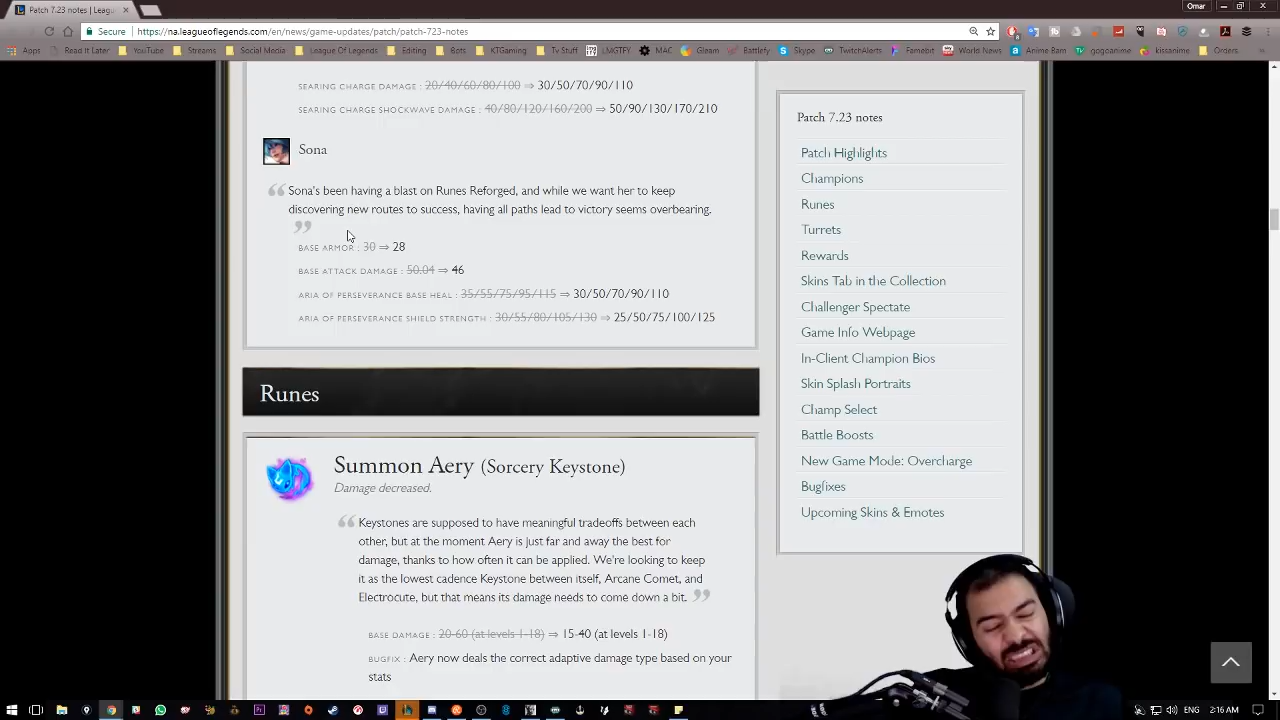 Patch 7.23 notes | Leag
Omar
Secure
https://na.leagueoflegends.com/en/news/game-updates/patch/patch-723-notes
Apps
Read It Later
YouTube
Streams
Social Media
League Of Legends
Editing
Bots
KTGaming
Tv Stuff
LMGTFY
MAC
Gleam
Battlefy
Skype
TwitchAlerts
Famebit
World News
Anime Bam
gogoanime
kissanime
Orders
SEARING CHARGE DAMAGE : 20/40/60/80/100 ⇒ 30/50/70/90/110
SEARING CHARGE SHOCKWAVE DAMAGE : 40/80/120/160/200 ⇒ 50/90/130/170/210
Sona
Sona's been having a blast on Runes Reforged, and while we want her to keep
discovering new routes to success, having all paths lead to victory seems overbearing.
BASE ARMOR : 30 ⇒ 28
BASE ATTACK DAMAGE : 50.04 ⇒ 46
ARIA OF PERSEVERANCE BASE HEAL : 35/55/75/95/115 ⇒ 30/50/70/90/110
ARIA OF PERSEVERANCE SHIELD STRENGTH : 30/55/80/105/130 ⇒ 25/50/75/100/125
Runes
Summon Aery (Sorcery Keystone)
Damage decreased.
Keystones are supposed to have meaningful tradeoffs between each
other, but at the moment Aery is just far and away the best for
damage, thanks to how often it can be applied. We're looking to keep
it as the lowest cadence Keystone between itself, Arcane Comet, and
Electrocute, but that means its damage needs to come down a bit.
BASE DAMAGE : 20-60 (at levels 1-18) ⇒ 15-40 (at levels 1-18)
BUGFIX : Aery now deals the correct adaptive damage type based on your
stats
Patch 7.23 notes
Patch Highlights
Champions
Runes
Turrets
Rewards
Skins Tab in the Collection
Challenger Spectate
Game Info Webpage
In-Client Champion Bios
Skin Splash Portraits
Champ Select
Battle Boosts
New Game Mode: Overcharge
Bugfixes
Upcoming Skins & Emotes
ENG
2:16 AM